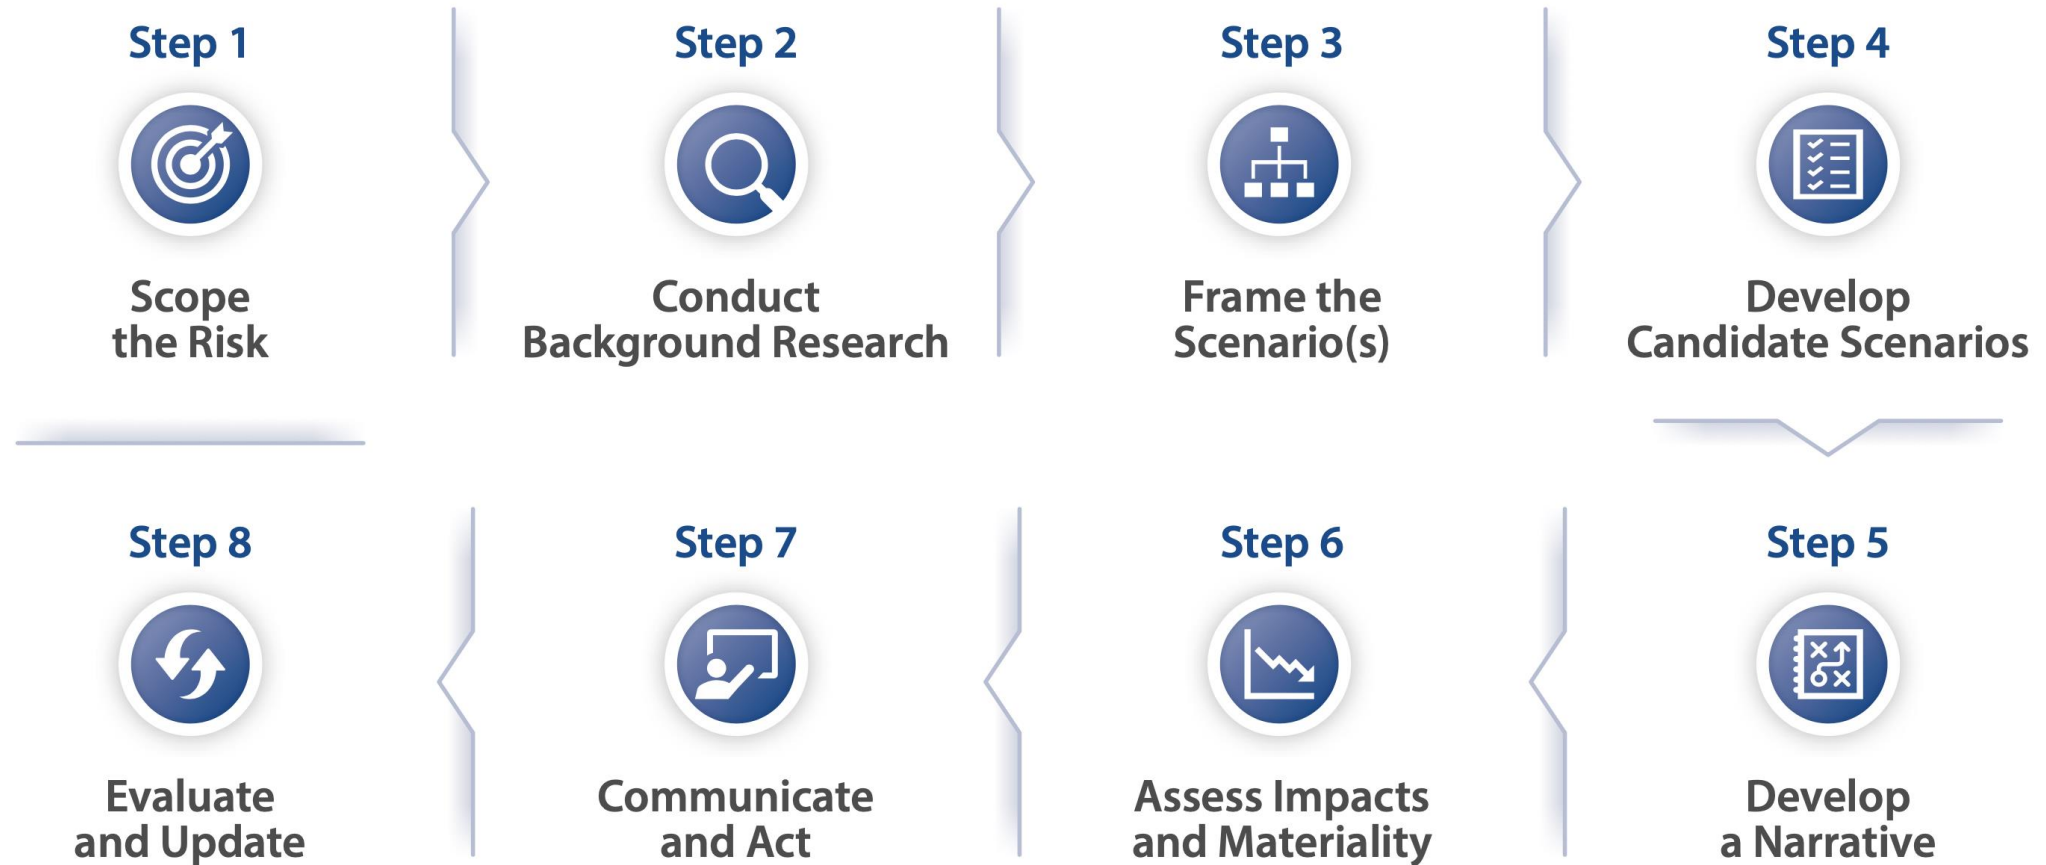 Step 1
Scope
the Risk
Step 2
Conduct
Background Research
Step 3
Frame the
Scenario(s)
Step 4
Develop
Candidate Scenarios
Step 5
Develop
a Narrative
Step 6
Assess Impacts
and Materiality
Step 7
Communicate
and Act
Step 8
Evaluate
and Update